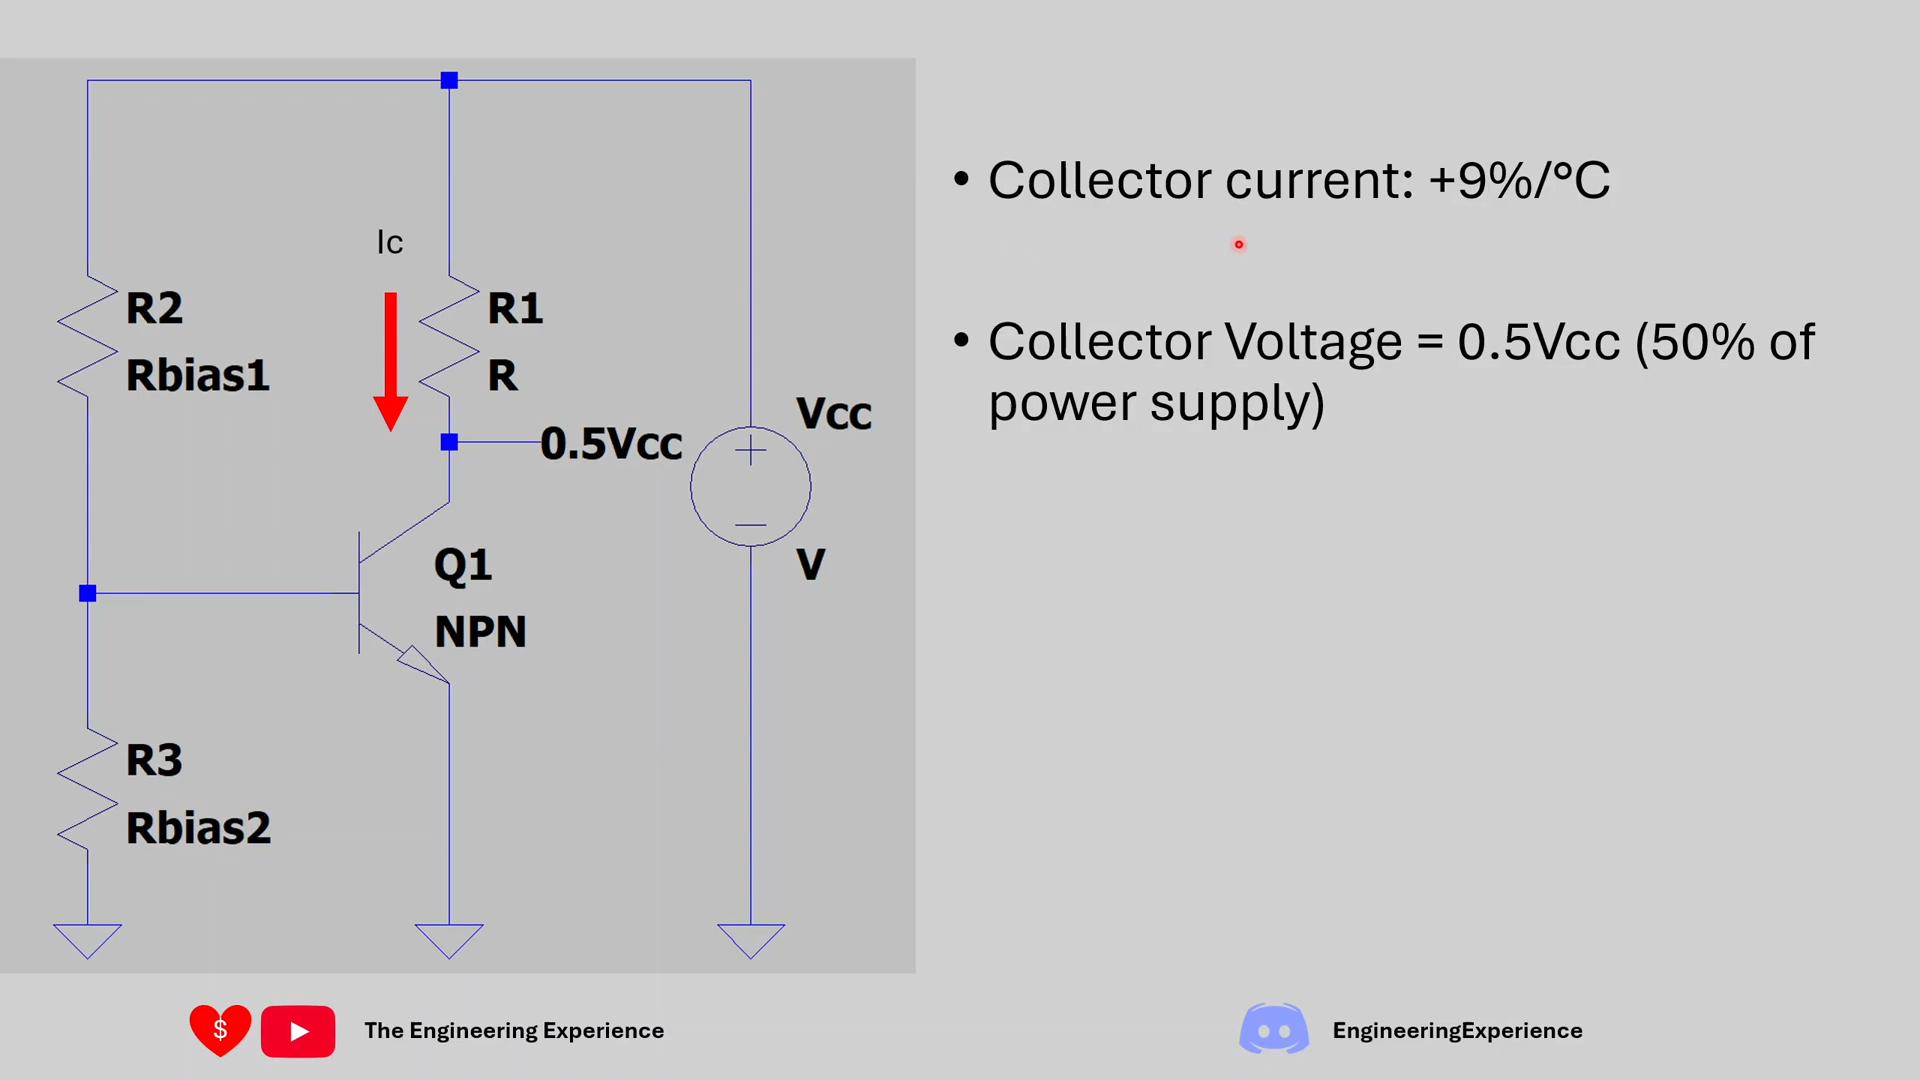 • Collector current: +9%/°C
Ic
R2
R1
Rbias1
R
• Collector Voltage = 0.5Vcc (50% of
power supply)
Vcc
0.5Vcc
+
–
Q1
V
NPN
R3
Rbias2
$
The Engineering Experience
EngineeringExperience